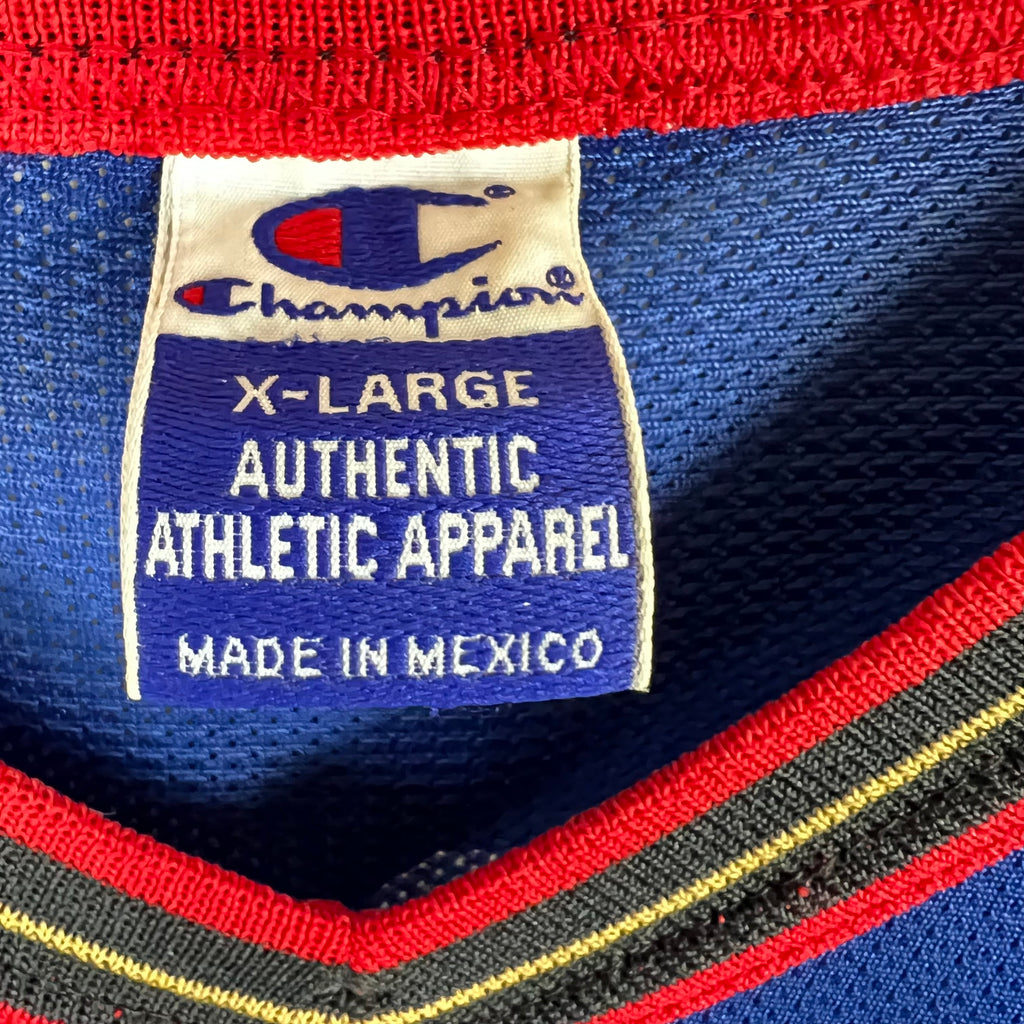 Champion
X-LARGE
AUTHENTIC
ATHLETIC APPAREL
MADE IN MEXICO